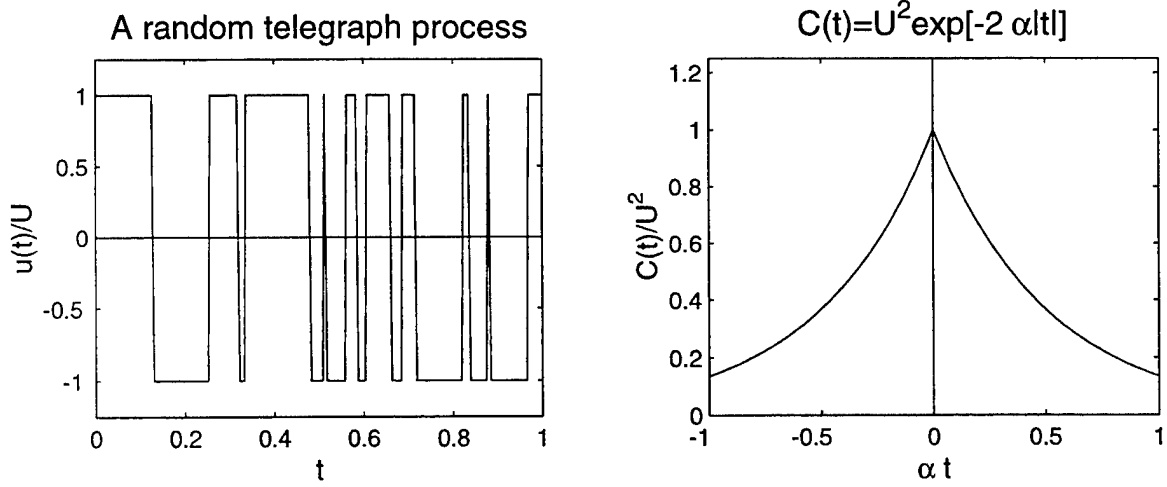 A random telegraph process
u(t)/U
1
0.5
0
-0.5
-1
0 0.2 0.4 0.6 0.8 1
t
C(t)=U²exp[-2 α|t|]
C(t)/U²
1.2
1
0.8
0.6
0.4
0.2
0
-1 -0.5 0 0.5 1
α t